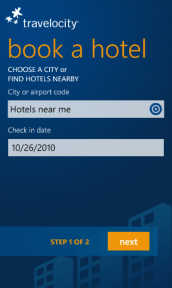 travelocity
book a hotel
CHOOSE A CITY or
FIND HOTELS NEARBY
City or airport code
Hotels near me
Check in date
10/26/2010
STEP 1 OF 2
next